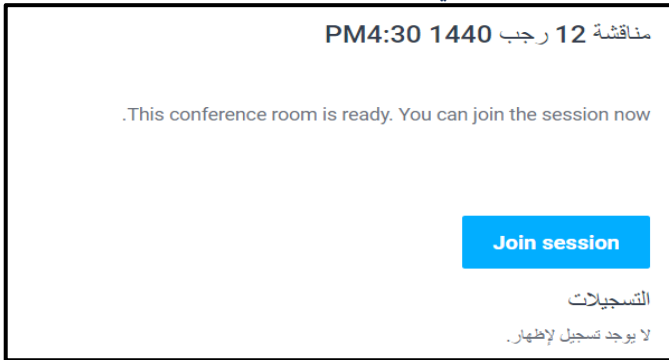 مناقشة 12 رجب 1440 PM4:30
.This conference room is ready. You can join the session now
Join session
التسجيلات
لا يوجد تسجيل لإظهار.